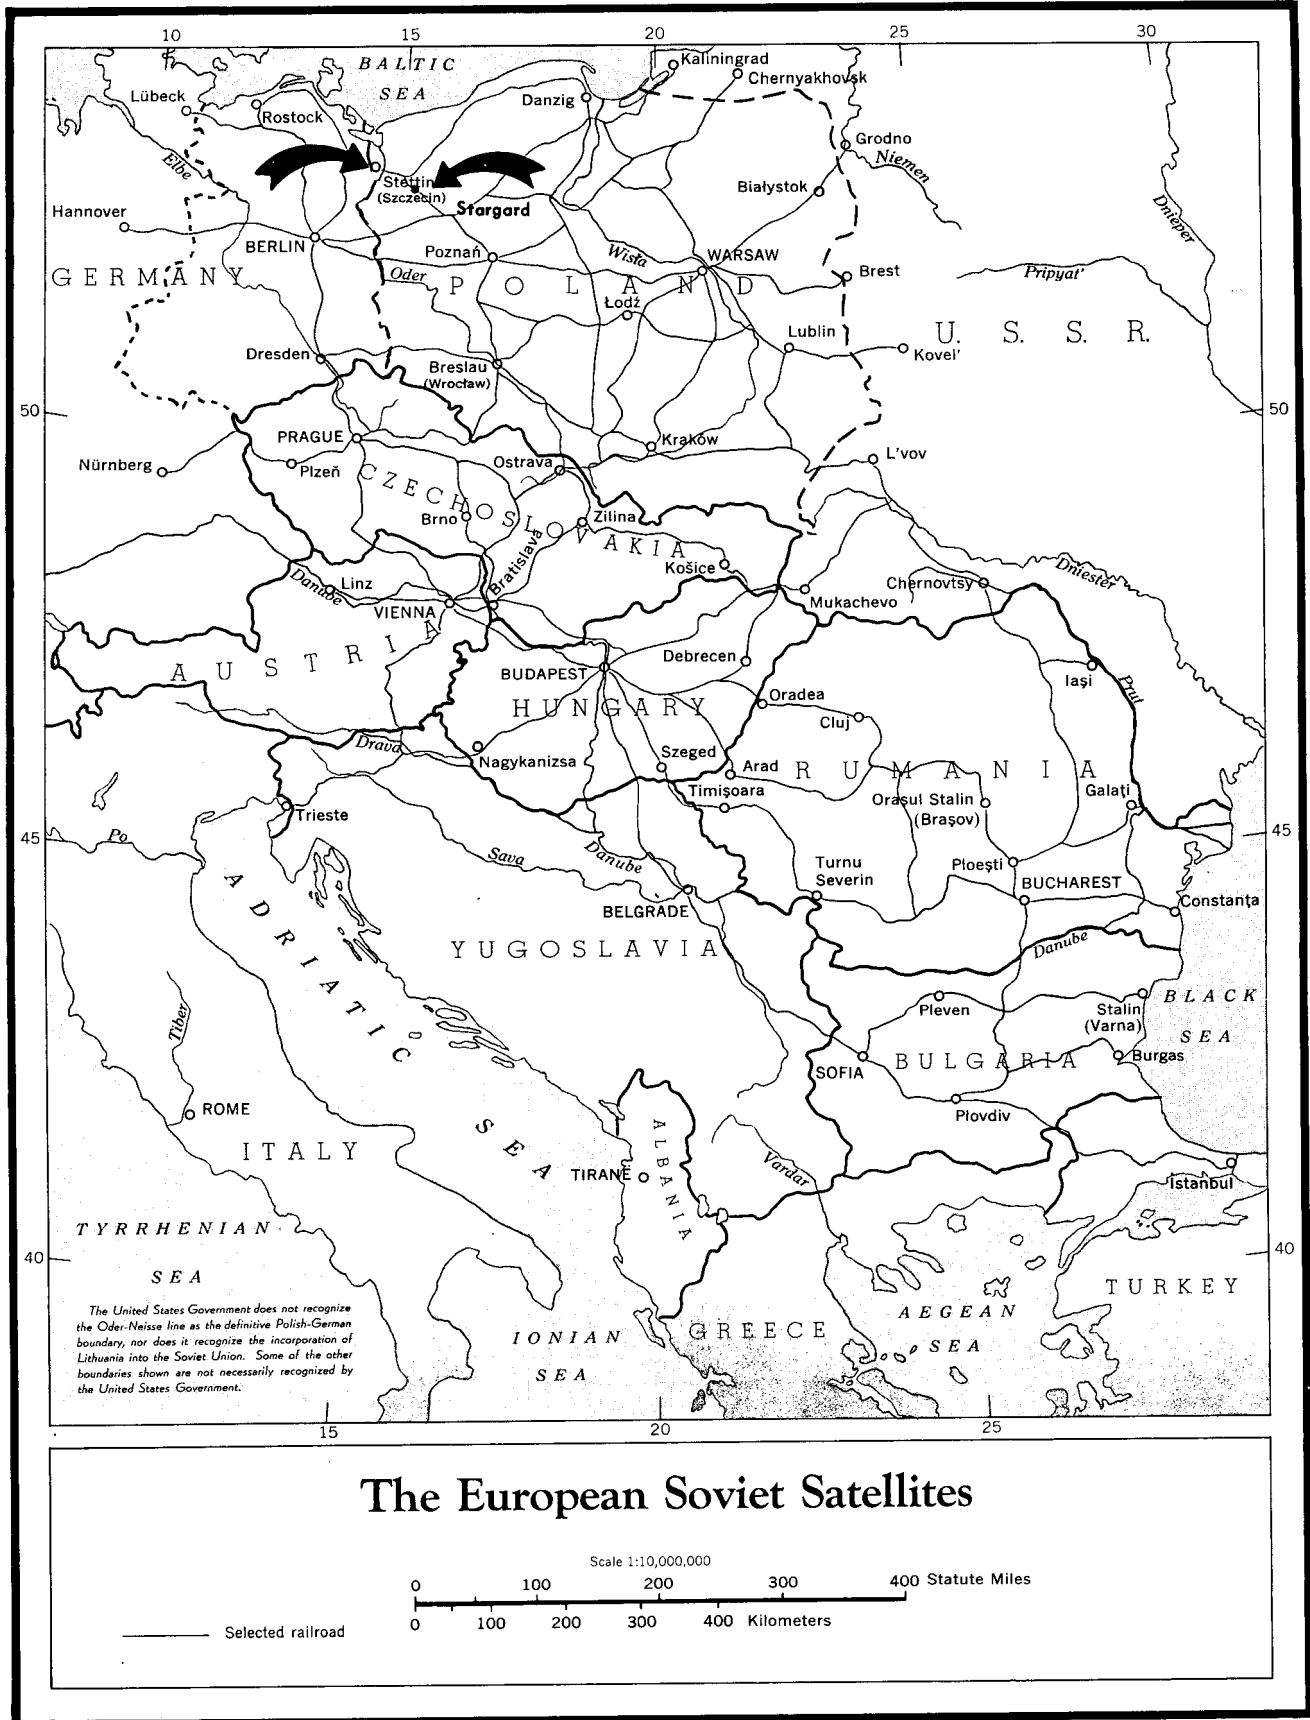 10 15 20 25 30
BALTIC
SEA
Kaliningrad
Chernyakhovsk
Lübeck
Rostock
Danzig
Grodno
Niemen
Elbe
Stettin
(Szczecin)
Stargard
Białystok
Dnieper
Hannover
BERLIN
Poznań
Wisła
WARSAW
GERMANY
Oder
POLAND
Brest
Pripyat'
Łodź
Lublin
U. S. S. R.
Dresden
Breslau
(Wrocław)
Kovel'
50
50
PRAGUE
Kraków
Nürnberg
Plzeň
Ostrava
L'vov
CZECHOSLOVAKIA
Brno
Zilina
Bratislava
Košice
Chernovtsy
Dniester
Danube
Linz
VIENNA
Mukachevo
AUSTRIA
Debrecen
BUDAPEST
Iaşi
Prut
HUNGARY
Oradea
Cluj
Drava
Nagykanizsa
Szeged
Arad
RUMANIA
Timişoara
Oraşul Stalin
(Braşov)
Galaţi
Trieste
45
45
Po
Sava
Danube
Turnu
Severin
Ploeşti
BUCHAREST
BELGRADE
Constanţa
ADRIATIC SEA
YUGOSLAVIA
Danube
Pleven
BLACK
SEA
Stalin
(Varna)
Tiber
SOFIA
BULGARIA
Burgas
ROME
Plovdiv
ITALY
ALBANIA
TIRANË
Vardar
İstanbul
TYRRHENIAN
SEA
40
40
TURKEY
AEGEAN
SEA
GREECE
IONIAN
SEA
The United States Government does not recognize
the Oder-Neisse line as the definitive Polish-German
boundary, nor does it recognize the incorporation of
Lithuania into the Soviet Union. Some of the other
boundaries shown are not necessarily recognized by
the United States Government.
15 20 25
The European Soviet Satellites
Scale 1:10,000,000
0 100 200 300 400 Statute Miles
0 100 200 300 400 Kilometers
Selected railroad